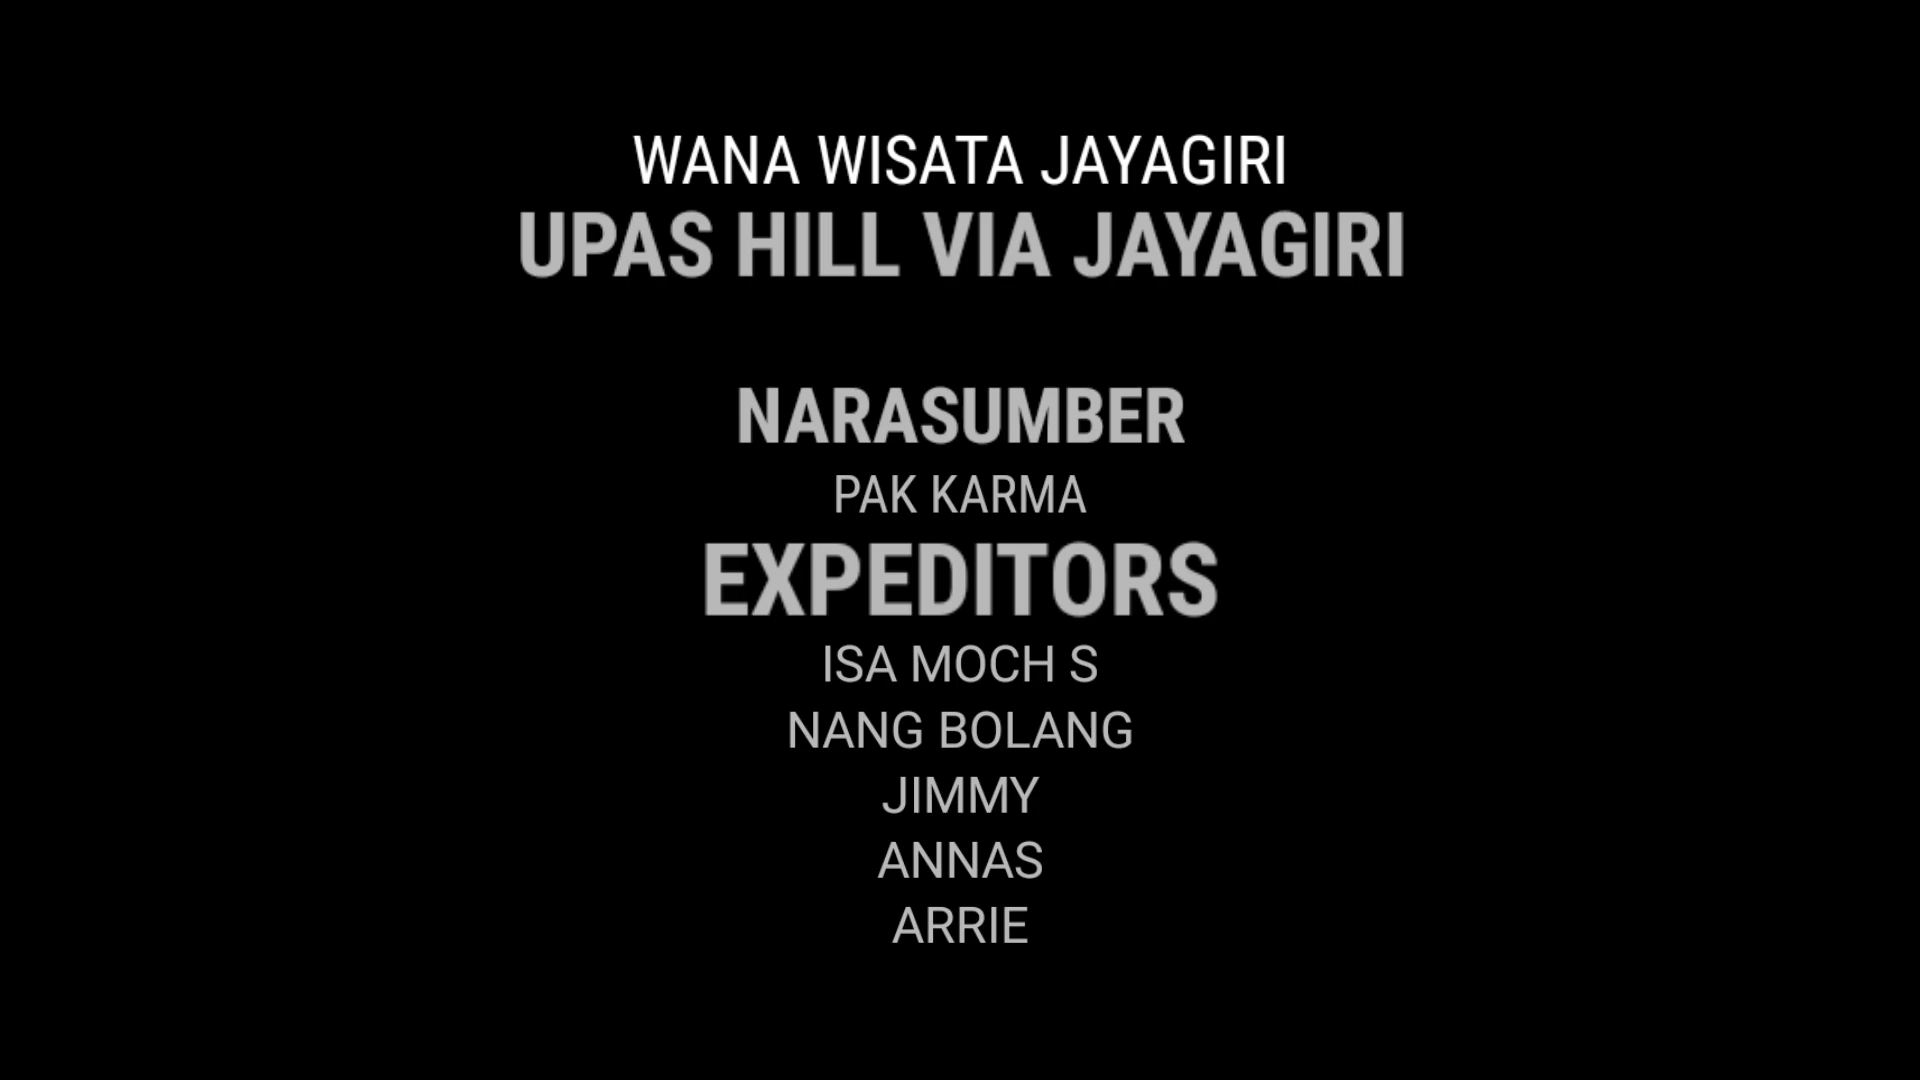 WANA WISATA JAYAGIRI
UPAS HILL VIA JAYAGIRI
NARASUMBER
PAK KARMA
EXPEDITORS
ISA MOCH S
NANG BOLANG
JIMMY
ANNAS
ARRIE